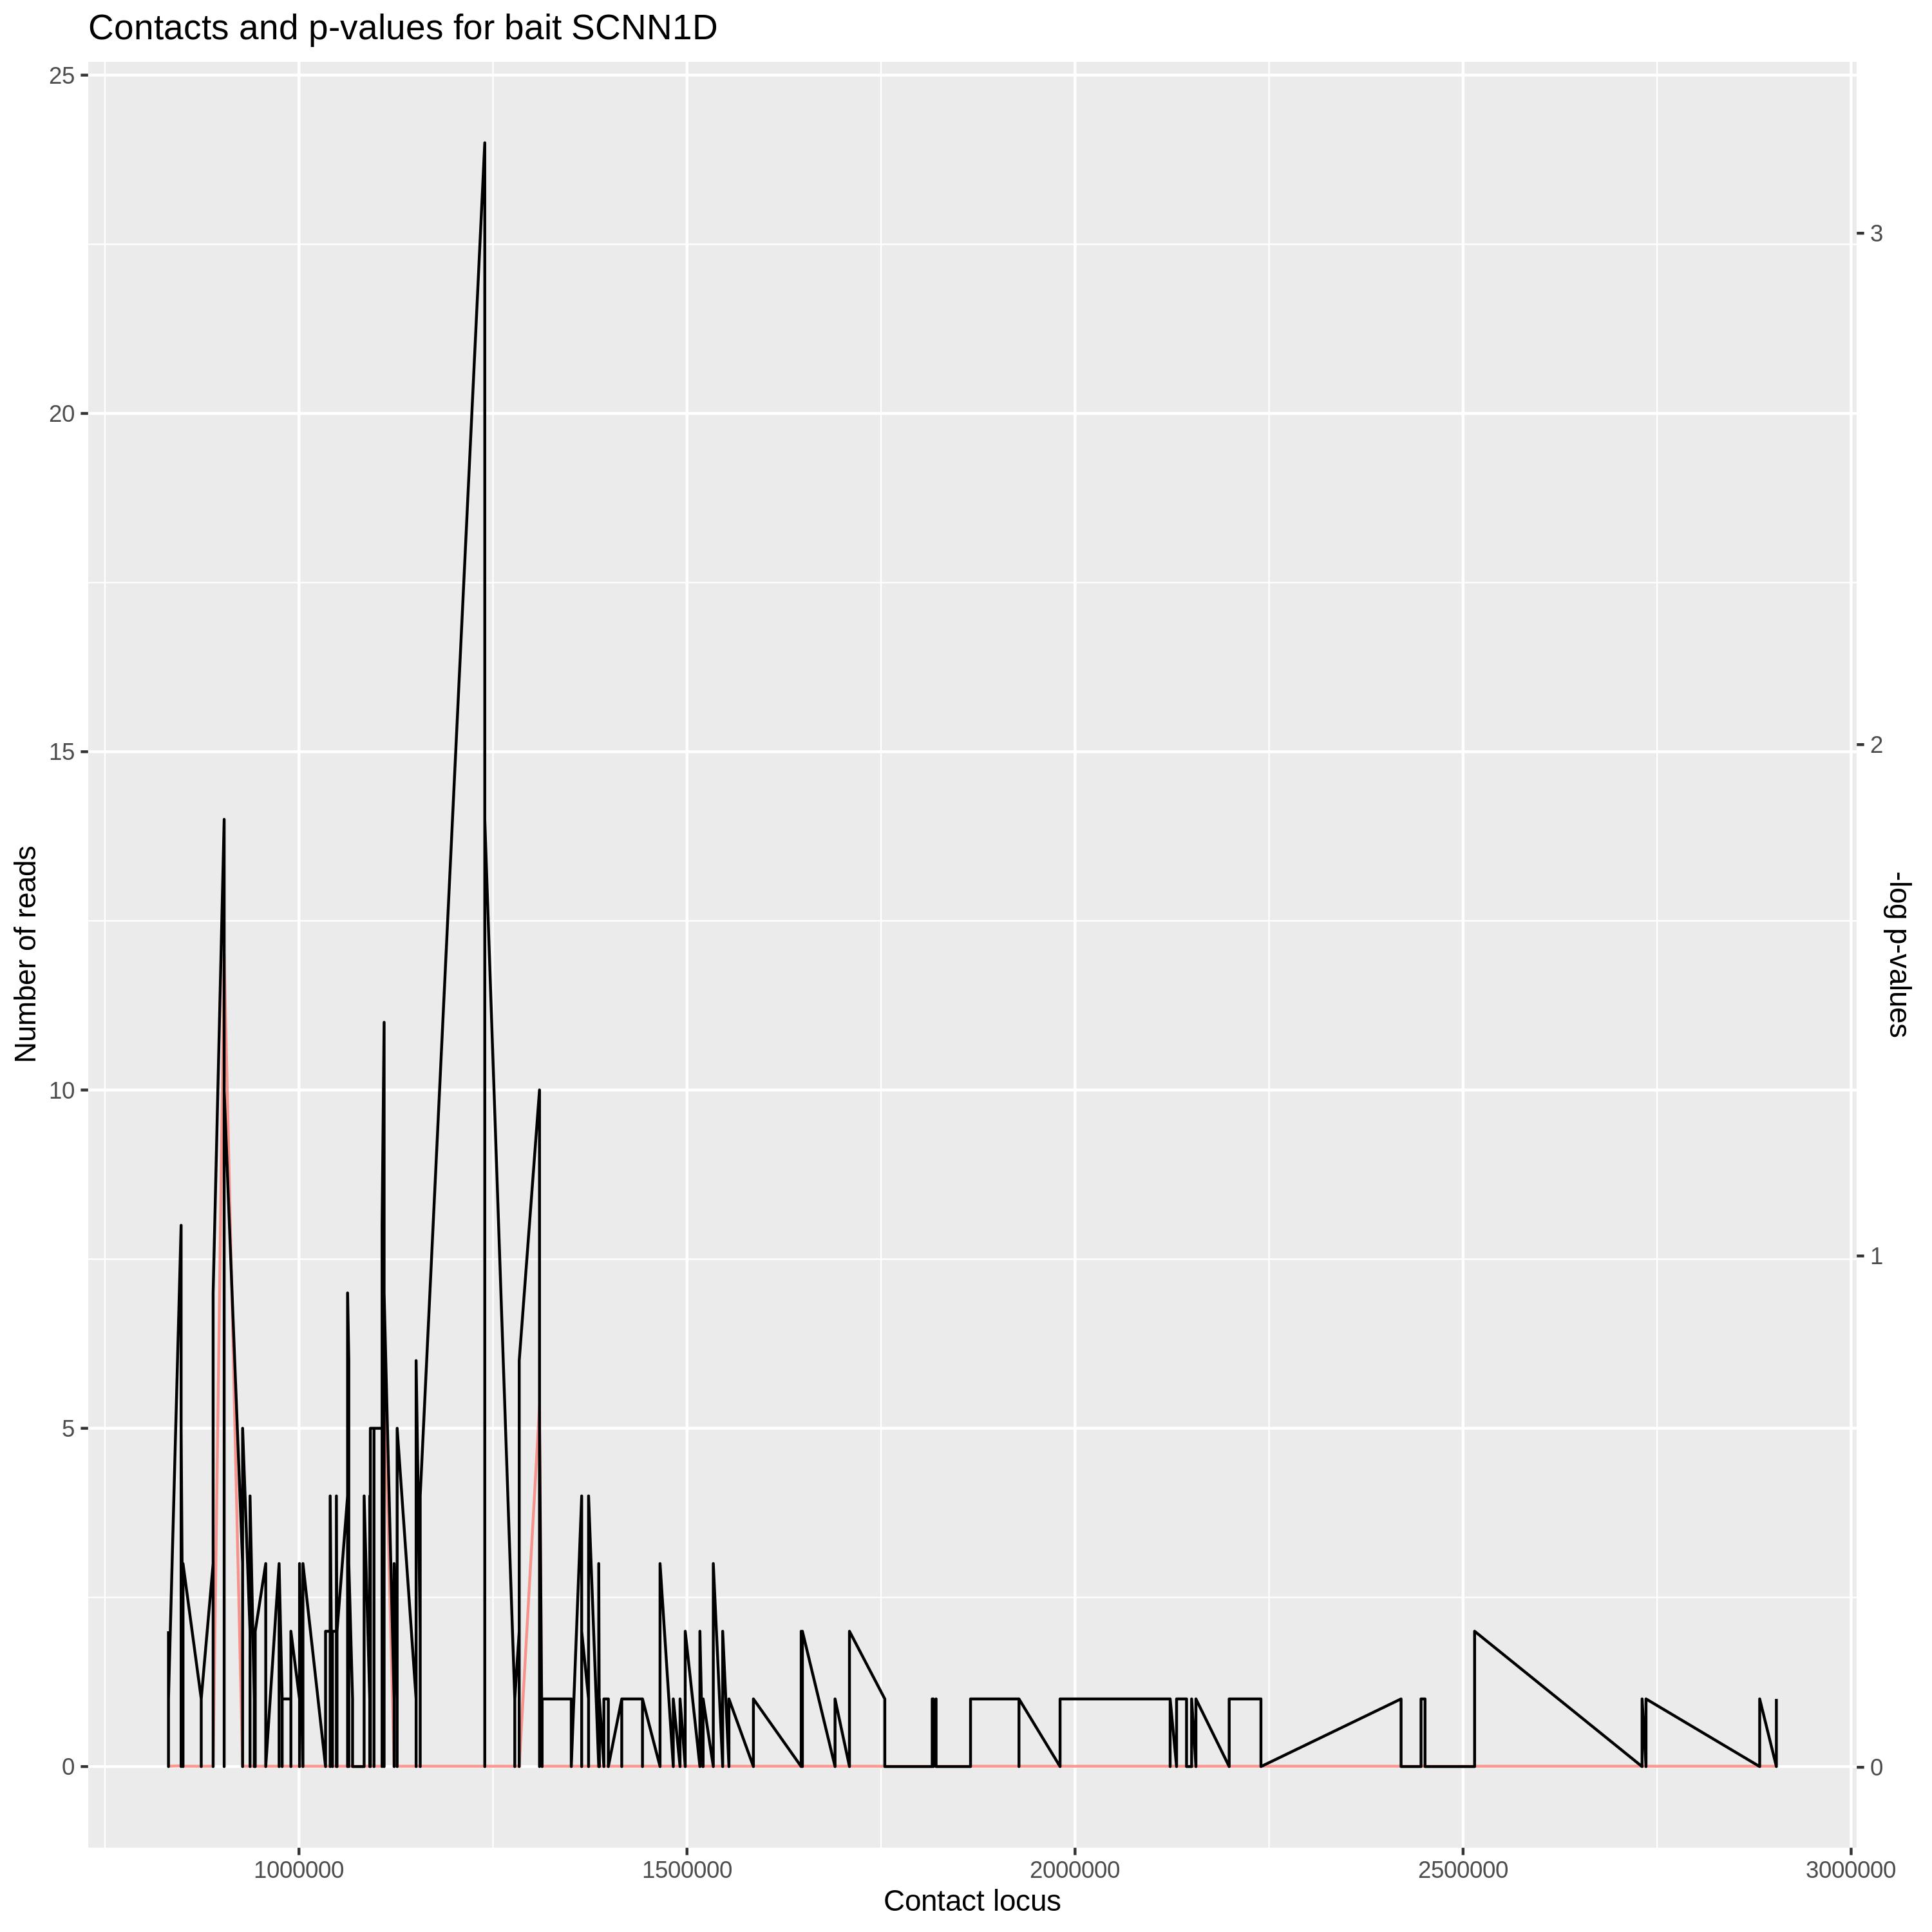 Contacts and p-values for bait SCNN1D
25
20
15
10
5
0
Number of reads
3
2
1
0
-log p-values
1000000 1500000 2000000 2500000 3000000
Contact locus